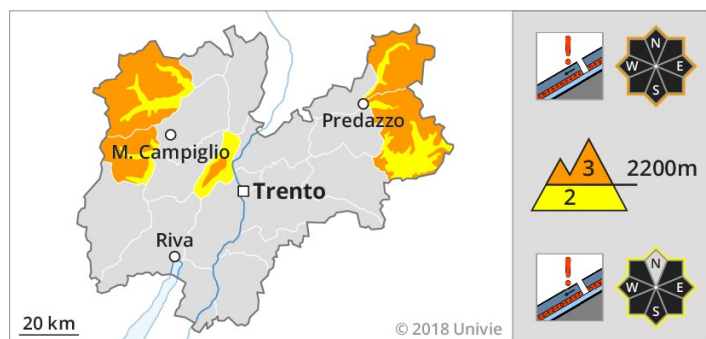 Predazzo
M. Campiglio
Trento
Riva
20 km
© 2018 Univie
N
W E
S
3 2200m
2
N
W E
S